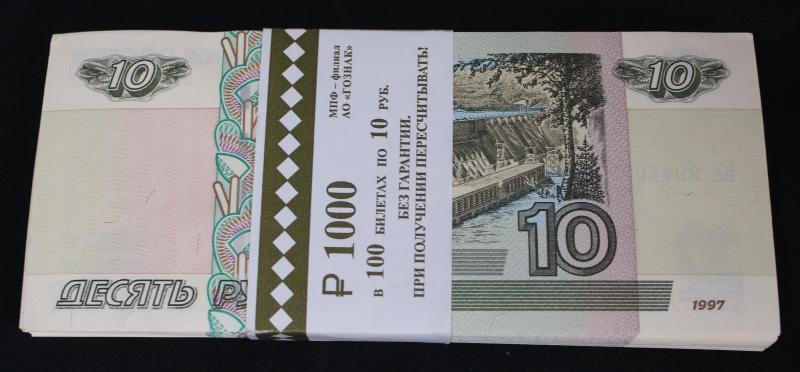 10
10
МПФ – филиал
АО «ГОЗНАК»
₽ 1000
в 100 БИЛЕТАХ ПО 10 РУБ.
БЕЗ ГАРАНТИИ.
ПРИ ПОЛУЧЕНИИ ПЕРЕСЧИТЫВАТЬ!
10
ДЕСЯТЬ РУ
1997